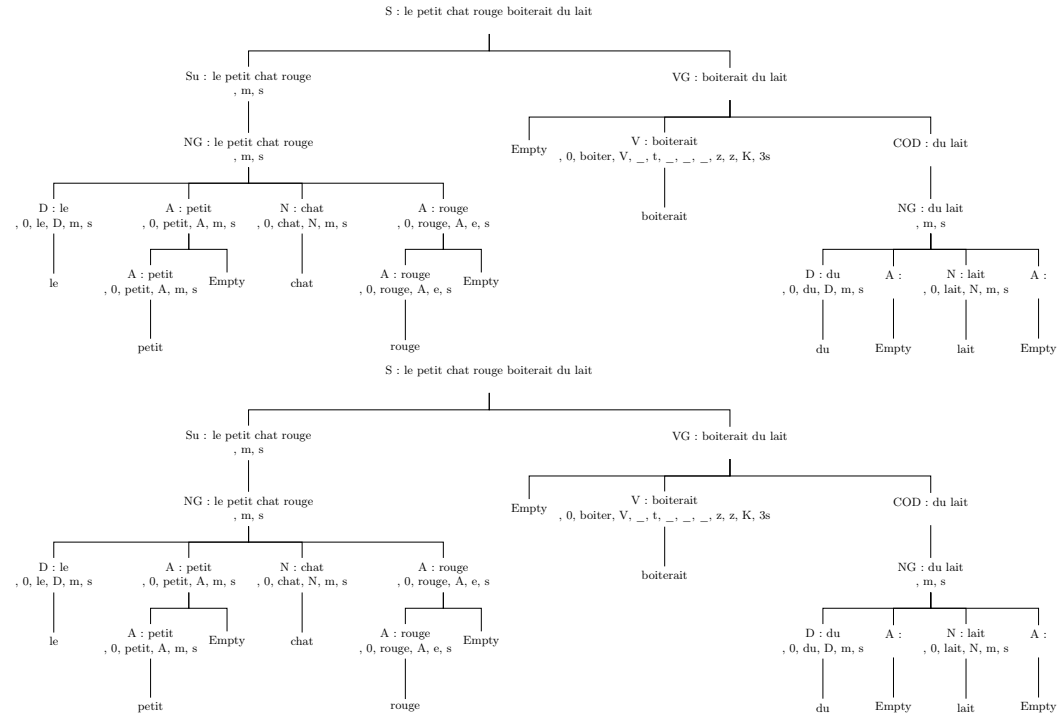 S : le petit chat rouge boiterait du lait
Su : le petit chat rouge
, m, s
VG : boiterait du lait
NG : le petit chat rouge
, m, s
Empty
V : boiterait
, 0, boiter, V, _, t, _, _, _, z, z, K, 3s
COD : du lait
D : le
, 0, le, D, m, s
A : petit
, 0, petit, A, m, s
N : chat
, 0, chat, N, m, s
A : rouge
, 0, rouge, A, e, s
boiterait
NG : du lait
, m, s
le
A : petit
, 0, petit, A, m, s
Empty
chat
A : rouge
, 0, rouge, A, e, s
Empty
D : du
, 0, du, D, m, s
A :
N : lait
, 0, lait, N, m, s
A :
petit
rouge
du
Empty
lait
Empty
S : le petit chat rouge boiterait du lait
Su : le petit chat rouge
, m, s
VG : boiterait du lait
NG : le petit chat rouge
, m, s
Empty
V : boiterait
, 0, boiter, V, _, t, _, _, _, z, z, K, 3s
COD : du lait
D : le
, 0, le, D, m, s
A : petit
, 0, petit, A, m, s
N : chat
, 0, chat, N, m, s
A : rouge
, 0, rouge, A, e, s
boiterait
NG : du lait
, m, s
le
A : petit
, 0, petit, A, m, s
Empty
chat
A : rouge
, 0, rouge, A, e, s
Empty
D : du
, 0, du, D, m, s
A :
N : lait
, 0, lait, N, m, s
A :
petit
rouge
du
Empty
lait
Empty